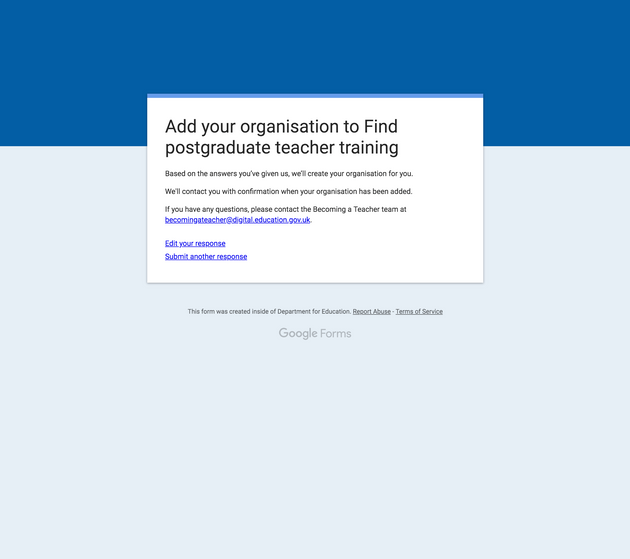 Add your organisation to Find
postgraduate teacher training
Based on the answers you've given us, we'll create your organisation for you.
We'll contact you with confirmation when your organisation has been added.
If you have any questions, please contact the Becoming a Teacher team at
becomingateacher@digital.education.gov.uk.
Edit your response
Submit another response
This form was created inside of Department for Education. Report Abuse - Terms of Service
Google Forms